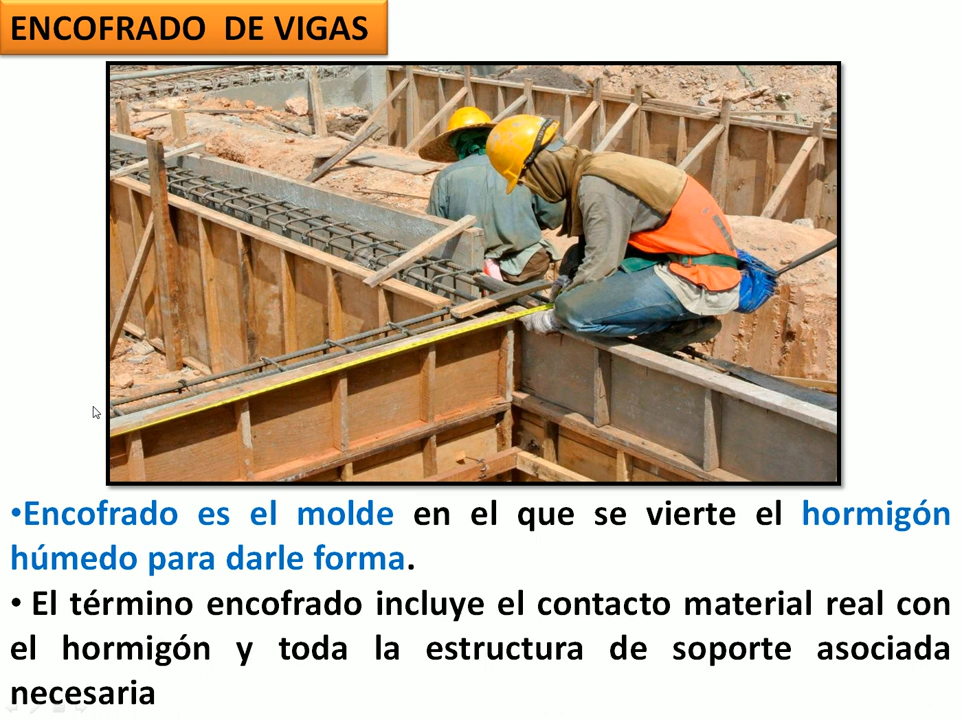 ENCOFRADO DE VIGAS
•Encofrado es el molde en el que se vierte el hormigón
húmedo para darle forma.
• El término encofrado incluye el contacto material real con
el hormigón y toda la estructura de soporte asociada
necesaria